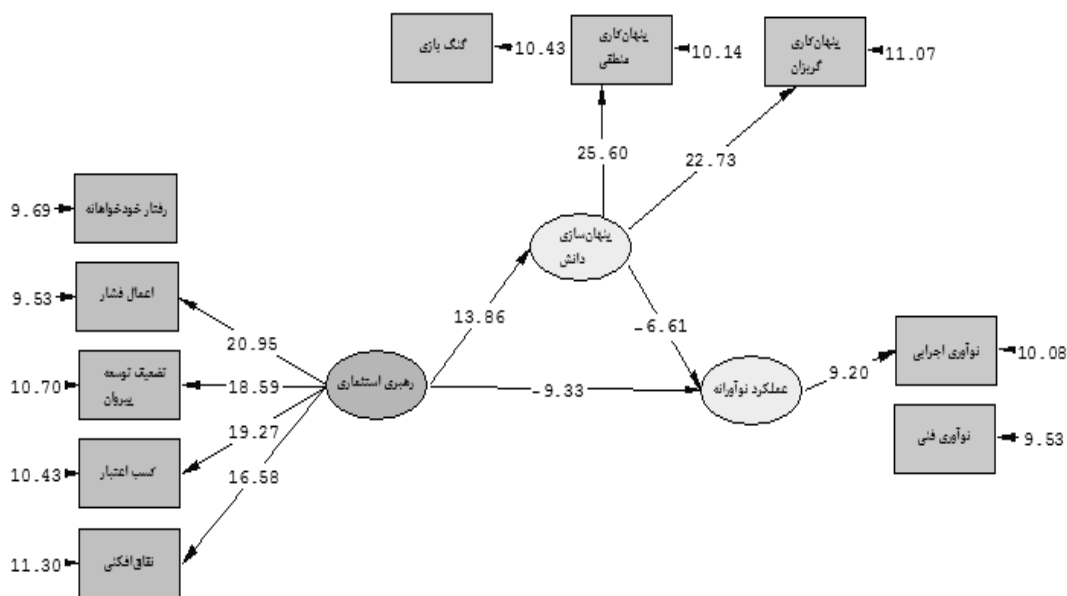 گنگ بازی
10.43
پنهان‌کاری
منطقی
10.14
پنهان‌کاری
گریزان
11.07
25.60
22.73
9.69
رفتار خودخواهانه
پنهان‌سازی
دانش
9.53
اعمال فشار
13.86
-6.61
20.95
نوآوری اجرایی
10.08
10.70
تضعیف توسعه
پیروان
18.59
رهبری استثماری
-9.33
عملکرد نوآورانه
9.20
19.27
نوآوری فنی
9.53
10.43
کسب اعتبار
16.58
11.30
نفاق‌افکنی